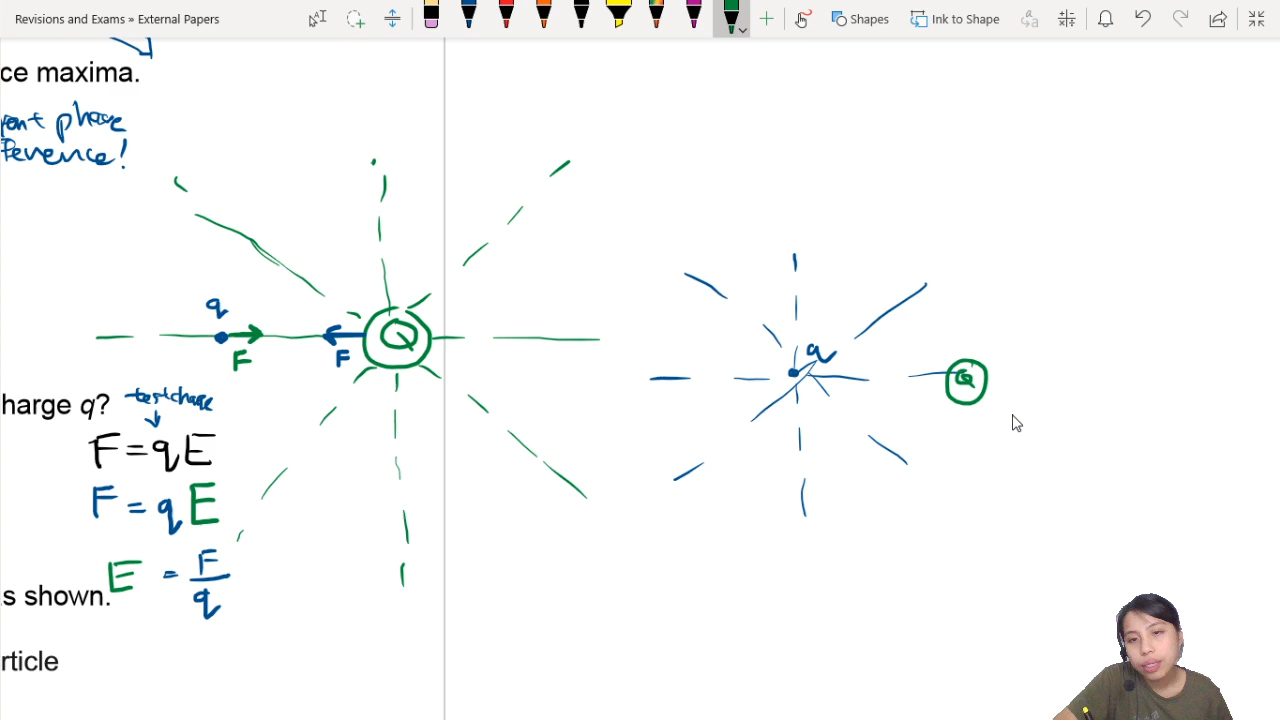 Revisions and Exams » External Papers
Shapes
Ink to Shape
ce maxima.
phase
ference!
q
F
F
Q
q
Q
harge q?
test charge
F = qE
F = qE
E = F/q
s shown.
rticle